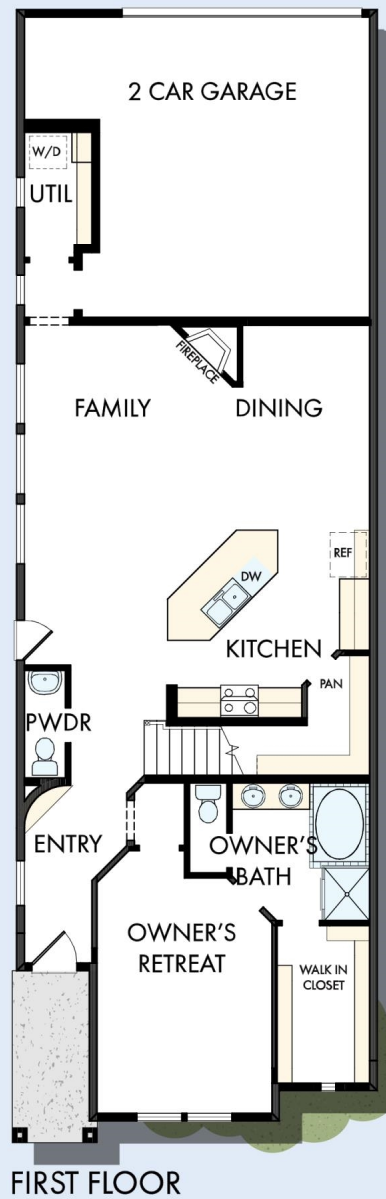 2 CAR GARAGE
W/D
UTIL
FIREPLACE
FAMILY
DINING
REF
DW
KITCHEN
PAN
PWDR
ENTRY
OWNER'S
BATH
OWNER'S
RETREAT
WALK IN
CLOSET
FIRST FLOOR